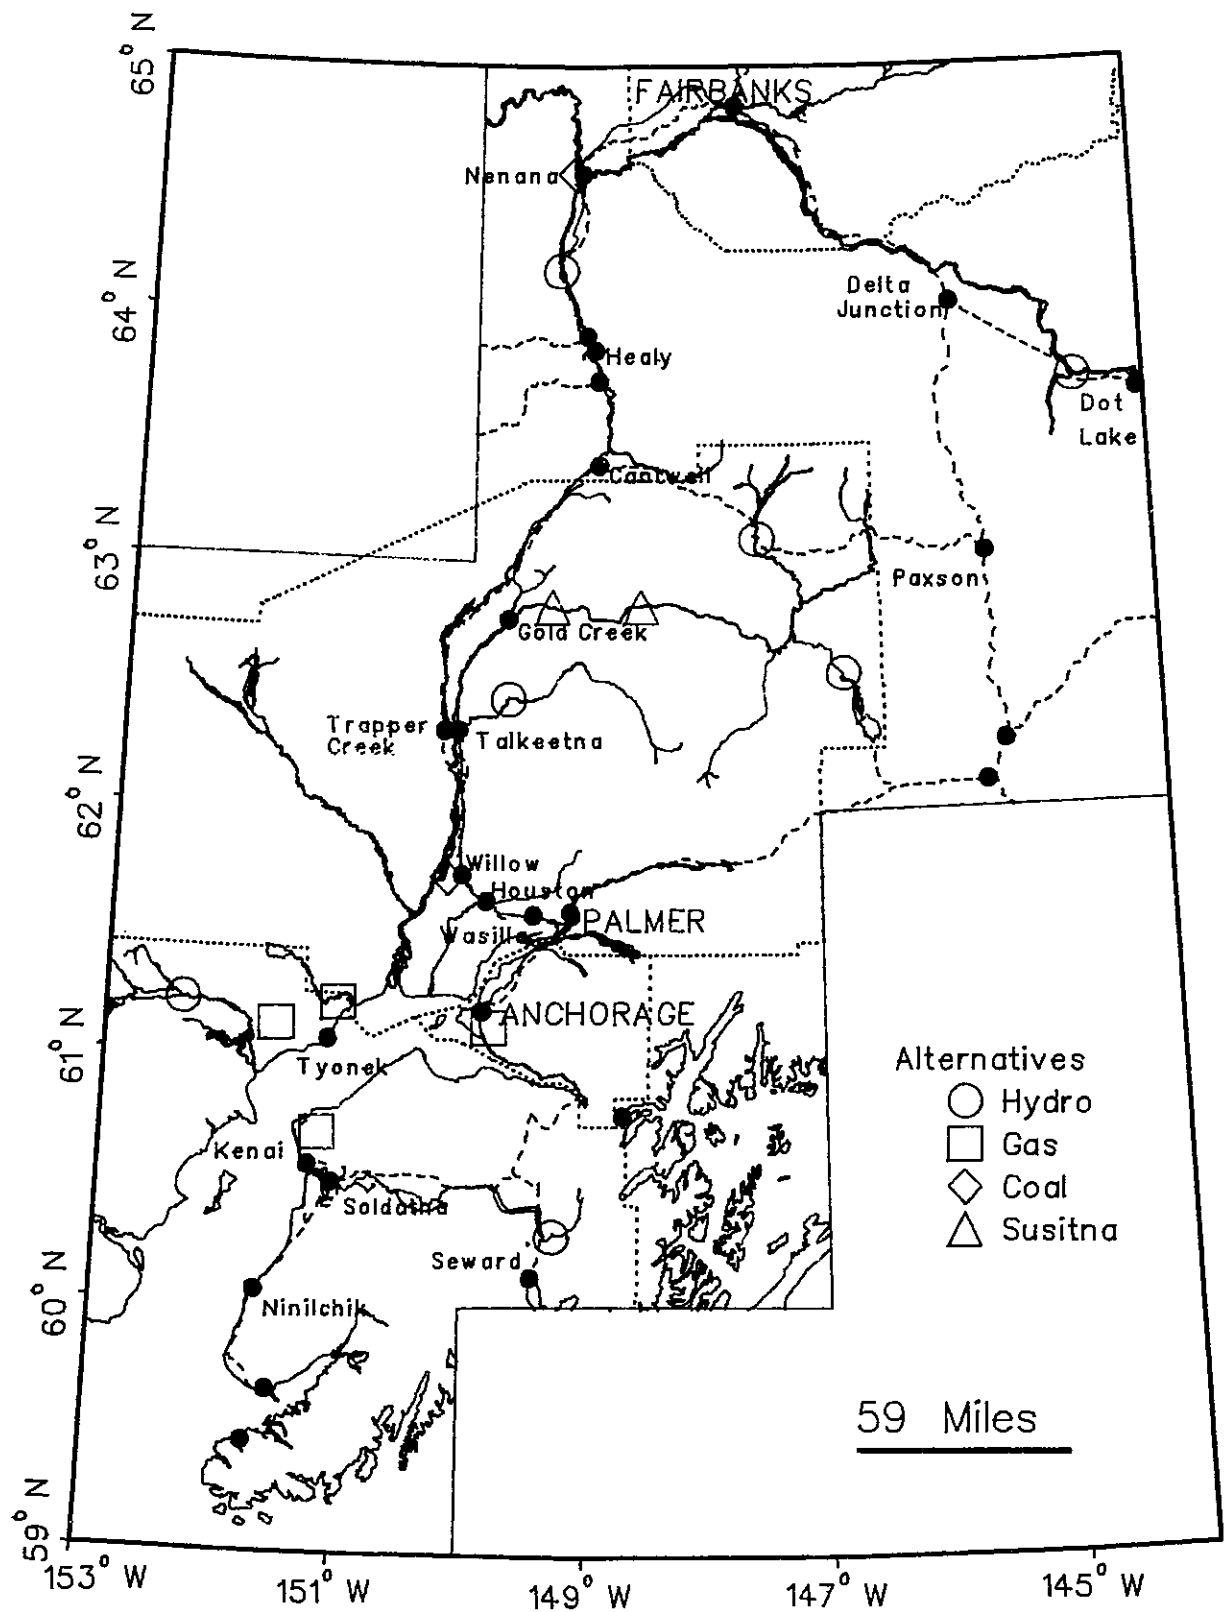 65° N
FAIRBANKS
Nenana
64° N
Delta
Junction
Healy
Dot
Lake
Cantwell
63° N
Paxson
Gold Creek
Trapper
Creek
Talkeetna
62° N
Willow
Houston
Wasilla
PALMER
ANCHORAGE
61° N
Tyonek
Alternatives
Hydro
Gas
Coal
Susitna
Kenai
Soldotna
Seward
60° N
Ninilchik
59 Miles
59° N
153° W
151° W
149° W
147° W
145° W